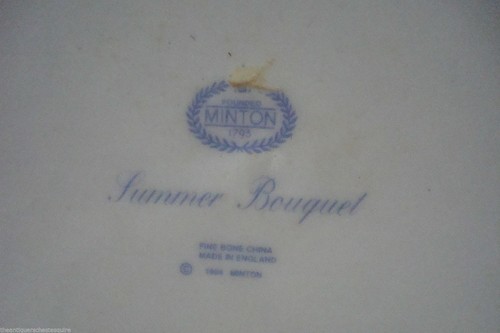 FOUNDED
MINTON
1793
Summer Bouquet
FINE BONE CHINA
MADE IN ENGLAND
© MINTON